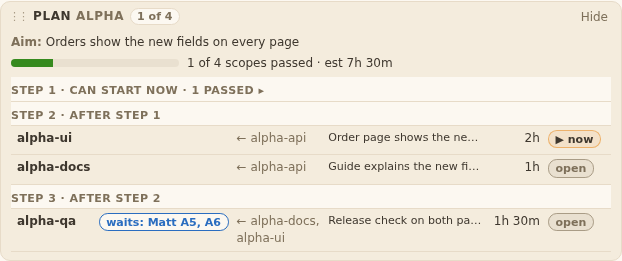 PLAN ALPHA 1 of 4 Hide
Aim: Orders show the new fields on every page
1 of 4 scopes passed · est 7h 30m
STEP 1 · CAN START NOW · 1 PASSED ▸
STEP 2 · AFTER STEP 1
alpha-ui ← alpha-api Order page shows the ne… 2h ▶ now
alpha-docs ← alpha-api Guide explains the new fi… 1h open
STEP 3 · AFTER STEP 2
alpha-qa waits: Matt A5, A6 ← alpha-docs, Release check on both pa… 1h 30m open
alpha-ui